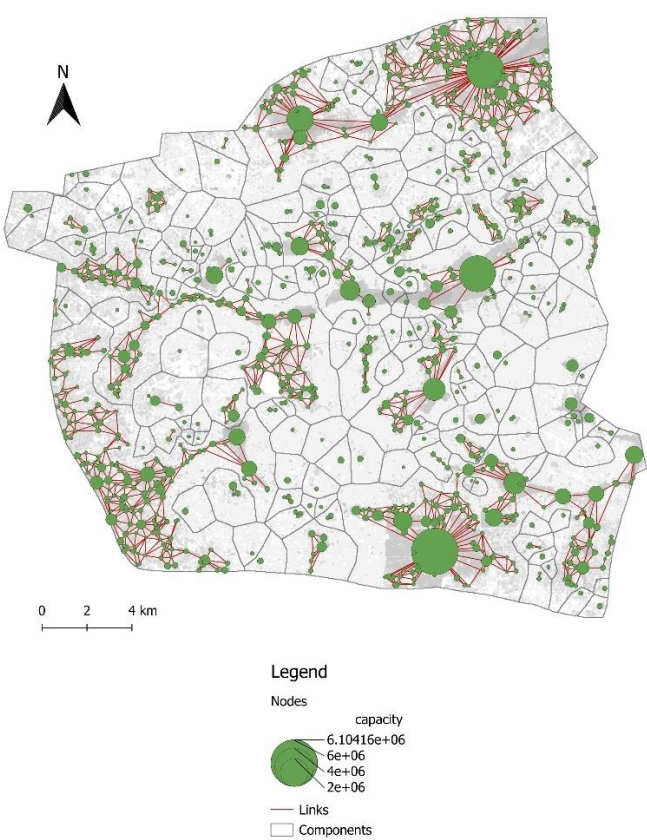 N
0 2 4 km
Legend
Nodes
capacity
6.10416e+06
6e+06
4e+06
2e+06
Links
Components